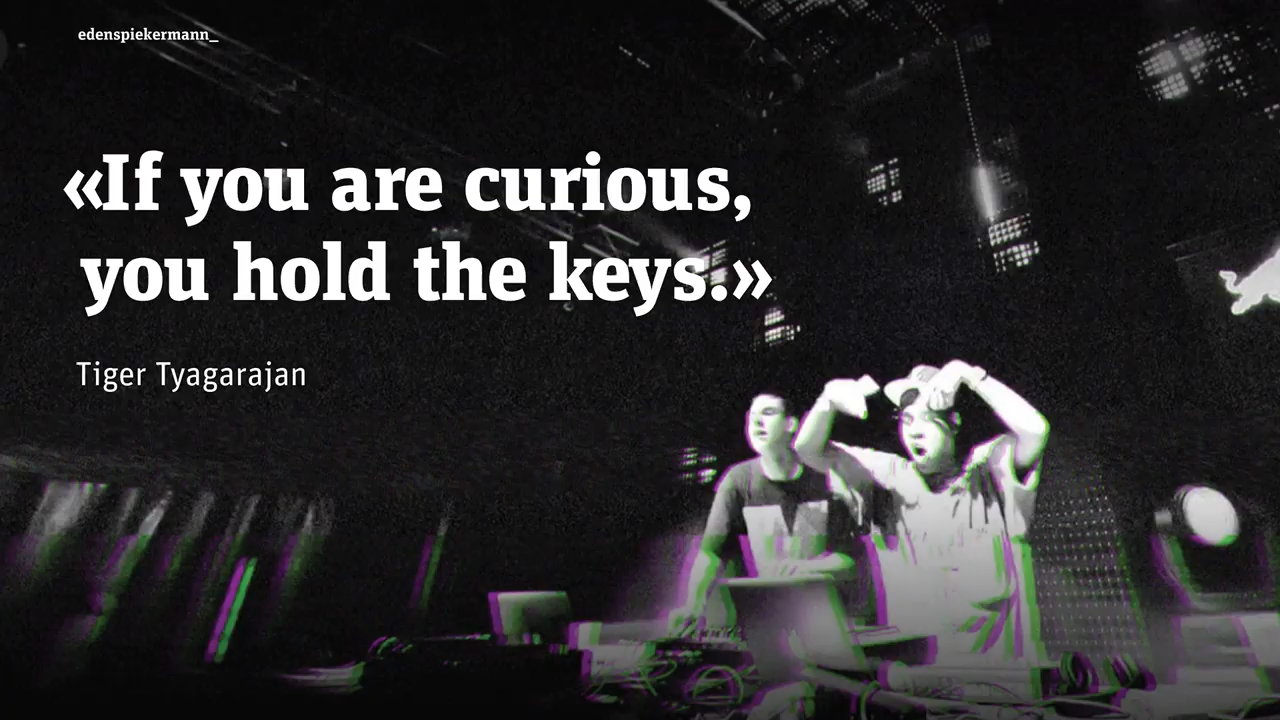 edenspiekermann_
«If you are curious,
you hold the keys.»
Tiger Tyagarajan